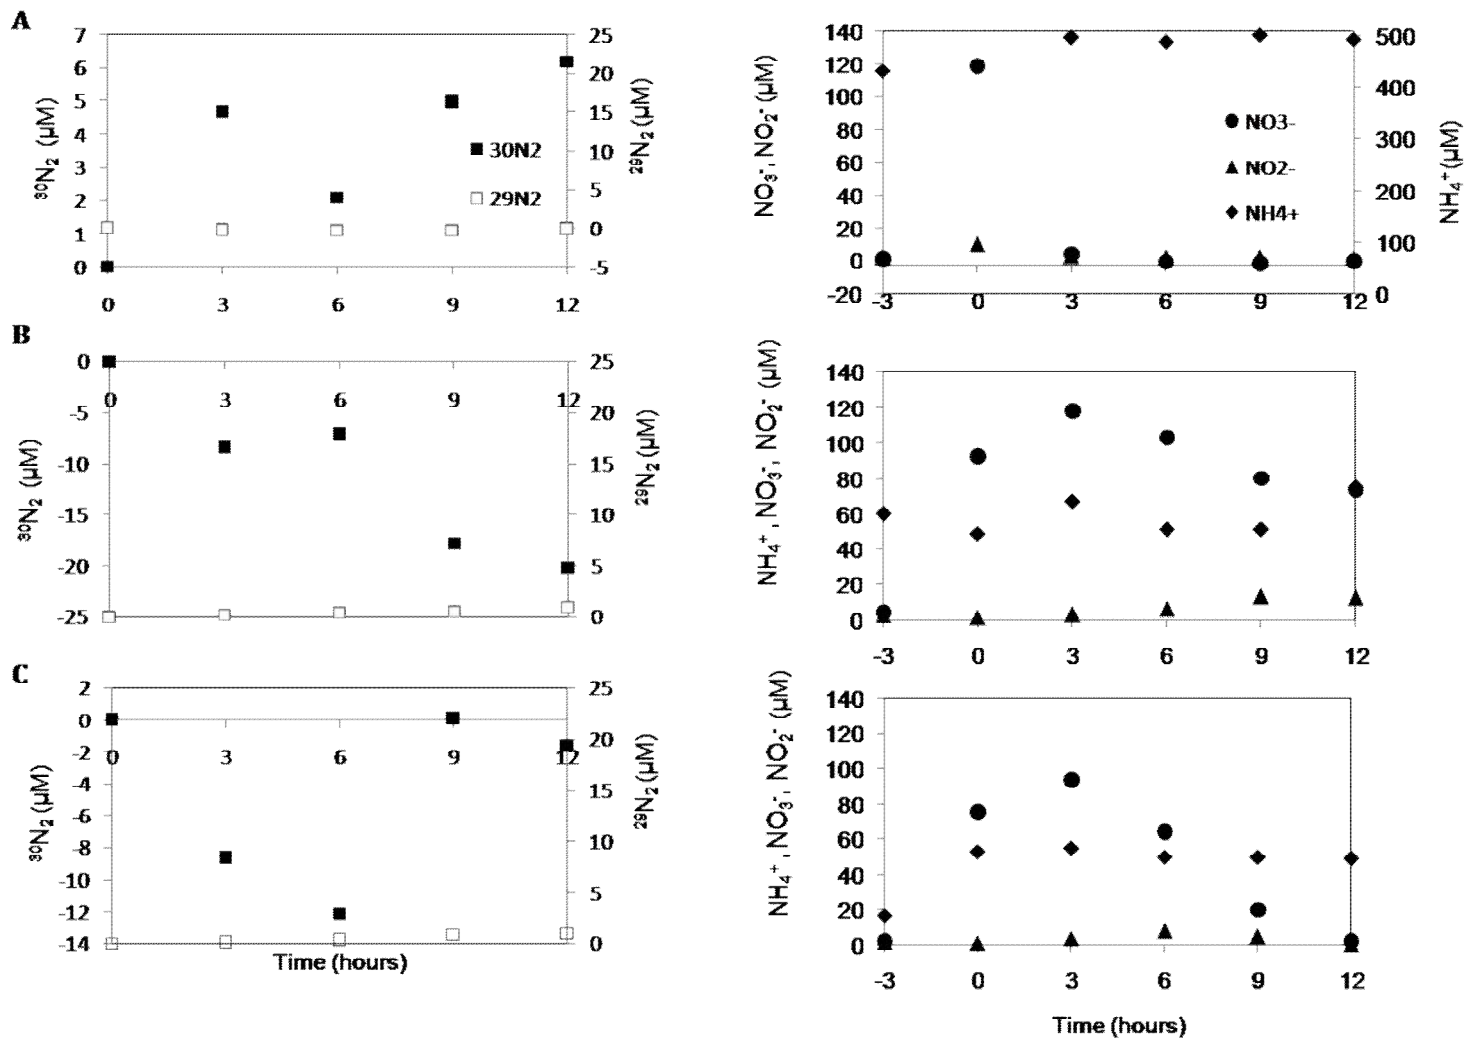 A
7
6
5
4
3
2
1
0
³⁰N₂ (µM)
25
20
15
10
5
0
-5
²⁹N₂ (µM)
30N2
29N2
0 3 6 9 12
140
120
100
80
60
40
20
0
-20
NO₃⁻, NO₂⁻ (µM)
500
400
300
200
100
0
NH₄⁺ (µM)
NO3-
NO2-
NH4+
-3 0 3 6 9 12
B
0
-5
-10
-15
-20
-25
³⁰N₂ (µM)
25
20
15
10
5
0
²⁹N₂ (µM)
0 3 6 9 12
140
120
100
80
60
40
20
0
NH₄⁺, NO₃⁻, NO₂⁻ (µM)
-3 0 3 6 9 12
C
2
0
-2
-4
-6
-8
-10
-12
-14
³⁰N₂ (µM)
25
20
15
10
5
0
²⁹N₂ (µM)
0 3 6 9 12
Time (hours)
140
120
100
80
60
40
20
0
NH₄⁺, NO₃⁻, NO₂⁻ (µM)
-3 0 3 6 9 12
Time (hours)